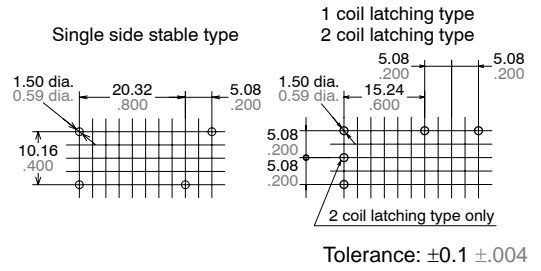 Single side stable type
1.50 dia.
0.59 dia.
20.32
.800
5.08
.200
10.16
.400
1 coil latching type
2 coil latching type
5.08
.200
5.08
.200
1.50 dia.
0.59 dia.
15.24
.600
5.08
.200
5.08
.200
2 coil latching type only
Tolerance: ±0.1 ±.004